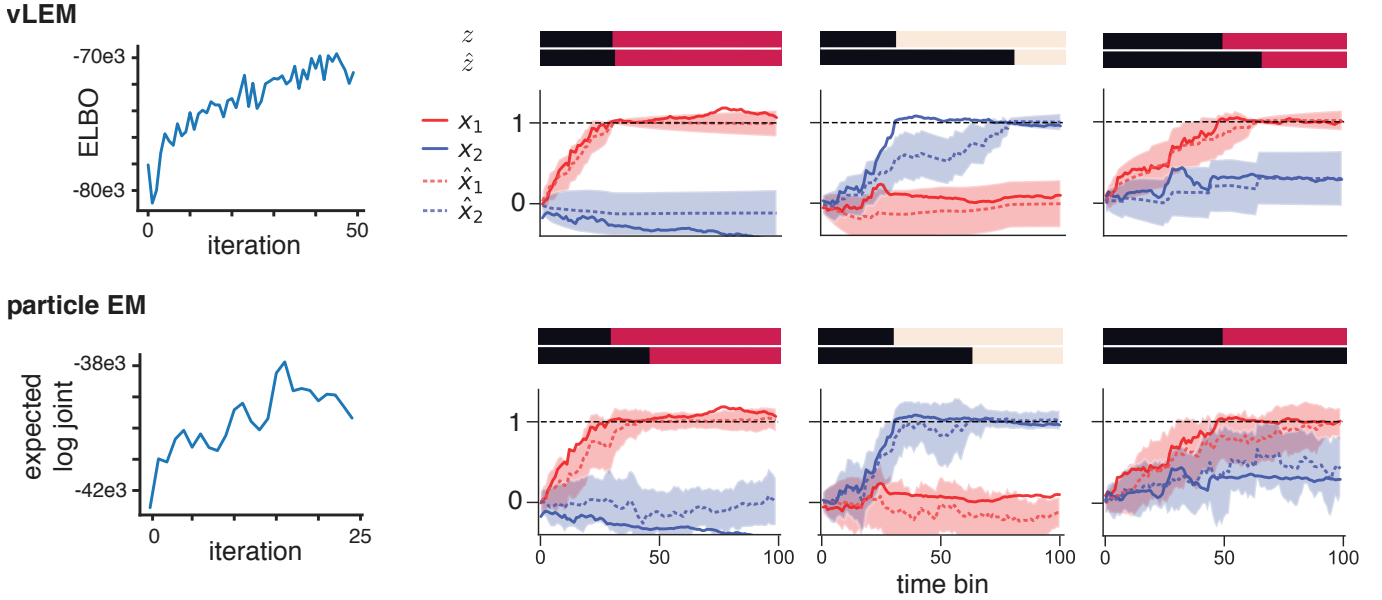 vLEM
-70e3
ELBO
-80e3
0
50
iteration
z
ẑ
x₁
x₂
x̂₁
x̂₂
1
0
particle EM
-38e3
expected
log joint
-42e3
0
25
iteration
1
0
0
50
100
0
50
100
0
50
100
time bin